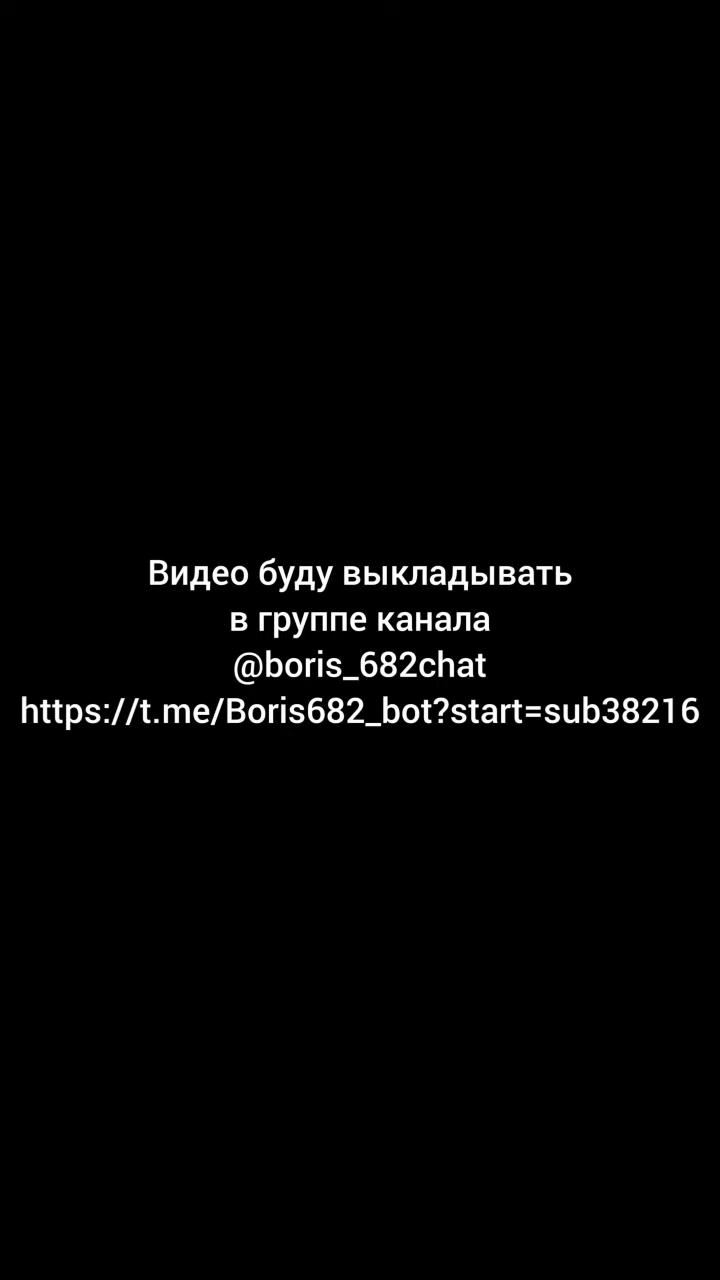 Видео буду выкладывать
в группе канала
@boris_682chat
https://t.me/Boris682_bot?start=sub38216